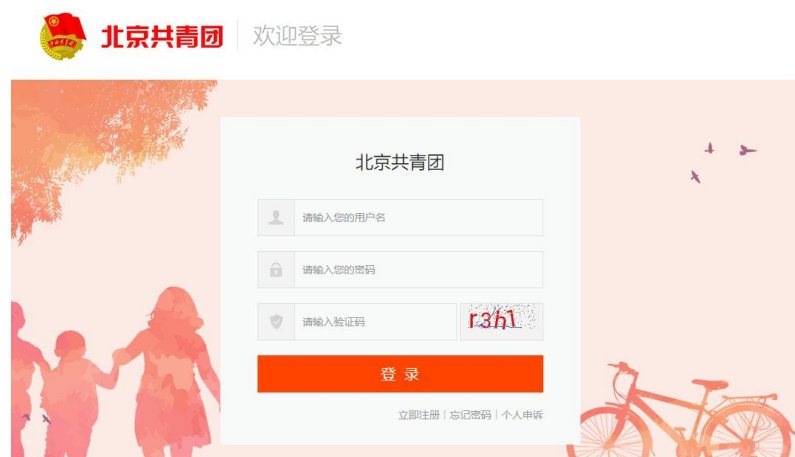 北京共青团 欢迎登录
北京共青团
请输入您的用户名
请输入您的密码
请输入验证码 r3h1
登 录
立即注册 | 忘记密码 | 个人申诉